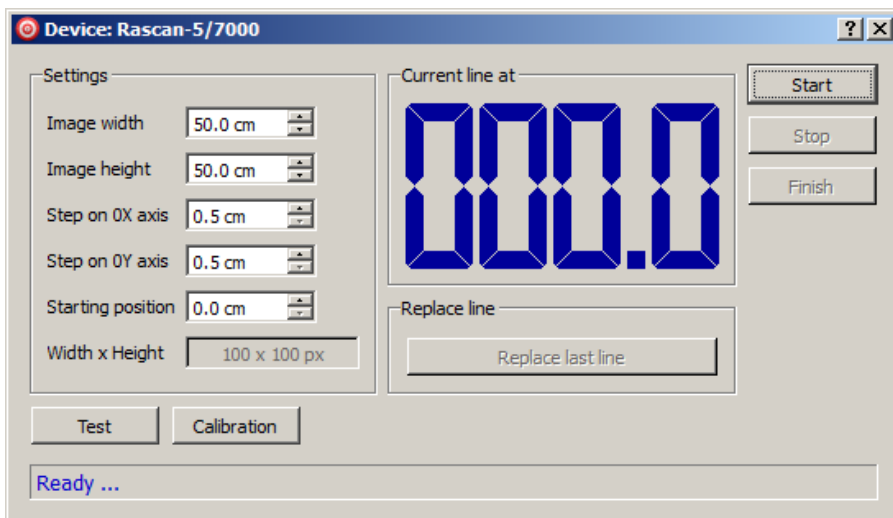 Device: Rascan-5/7000
Settings
Image width 50.0 cm
Image height 50.0 cm
Step on 0X axis 0.5 cm
Step on 0Y axis 0.5 cm
Starting position 0.0 cm
Width x Height 100 x 100 px
Current line at
000.0
Replace line
Replace last line
Start
Stop
Finish
Test Calibration
Ready ...